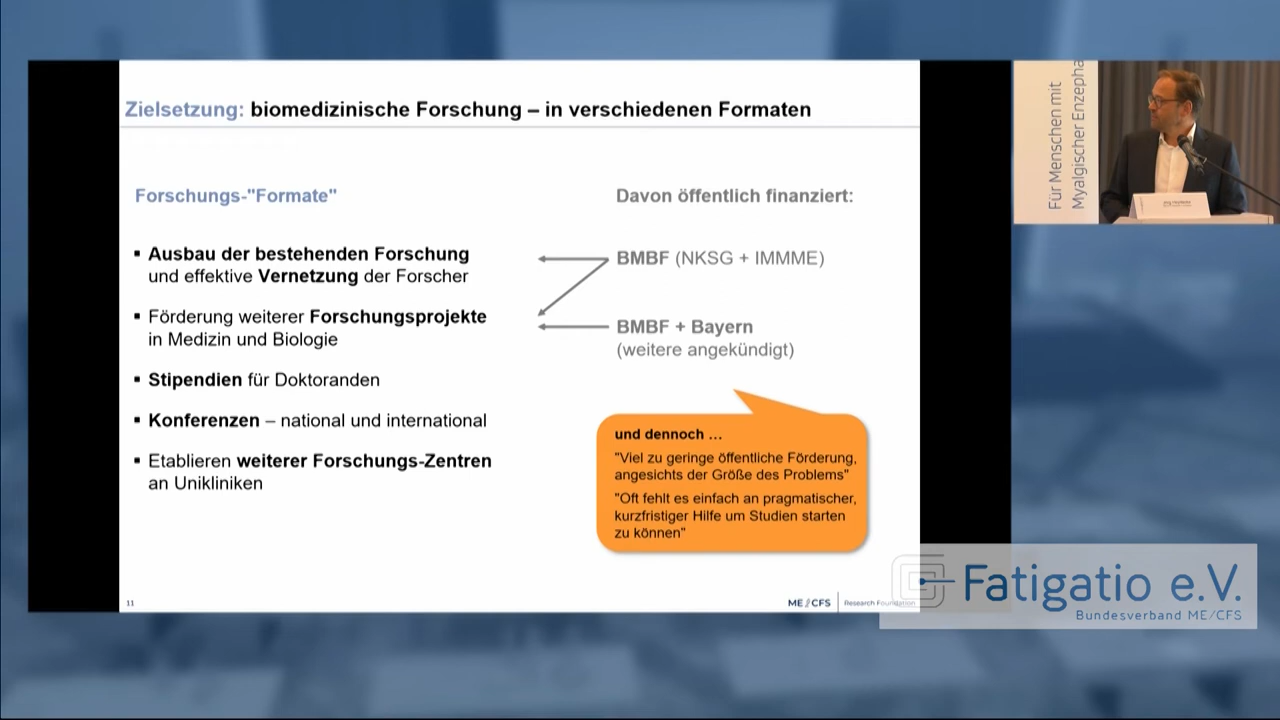 Zielsetzung: biomedizinische Forschung – in verschiedenen Formaten
Forschungs-"Formate"
▪ Ausbau der bestehenden Forschung
und effektive Vernetzung der Forscher
▪ Förderung weiterer Forschungsprojekte
in Medizin und Biologie
▪ Stipendien für Doktoranden
▪ Konferenzen – national und international
▪ Etablieren weiterer Forschungs-Zentren
an Unikliniken
Davon öffentlich finanziert:
BMBF (NKSG + IMMME)
BMBF + Bayern
(weitere angekündigt)
und dennoch ...
"Viel zu geringe öffentliche Förderung,
angesichts der Größe des Problems"
"Oft fehlt es einfach an pragmatischer,
kurzfristiger Hilfe um Studien starten
zu können"
11
ME/CFS
Research Foundation
Für Menschen mit
Myalgischer Enzepha
Fatigatio e.V.
Bundesverband ME/CFS